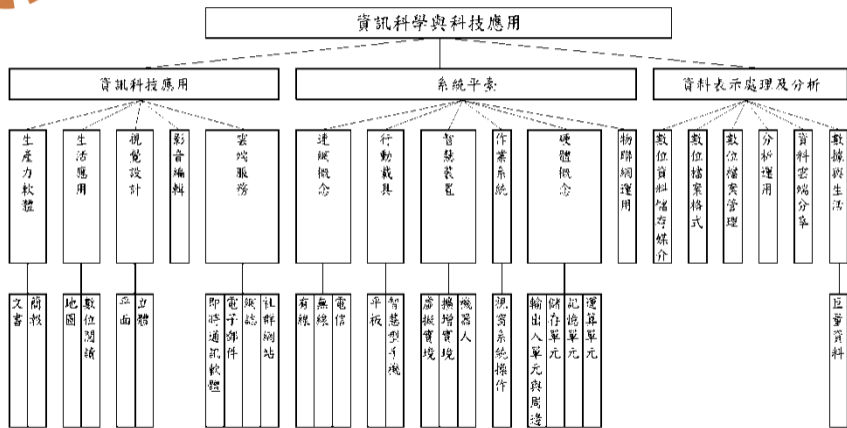 資訊科學與科技應用
資訊科技應用
系統平臺
資料表示處理及分析
生產力軟體
生活應用
視覺設計
影音編輯
雲端服務
連網概念
行動載具
智慧裝置
作業系統
硬體概念
物聯網運用
數位資料儲存媒介
數位檔案格式
數位檔案管理
分析運用
資料雲端分享
數據與生活
文書
簡報
地圖
數位閱讀
平面
立體
即時通訊軟體
電子郵件
網誌
社群網站
有線
無線
電信
平板
智慧型手機
虛擬實境
擴增實境
機器人
視窗系統操作
輸出入單元與周邊
儲存單元
記憶單元
運算單元
巨量資料